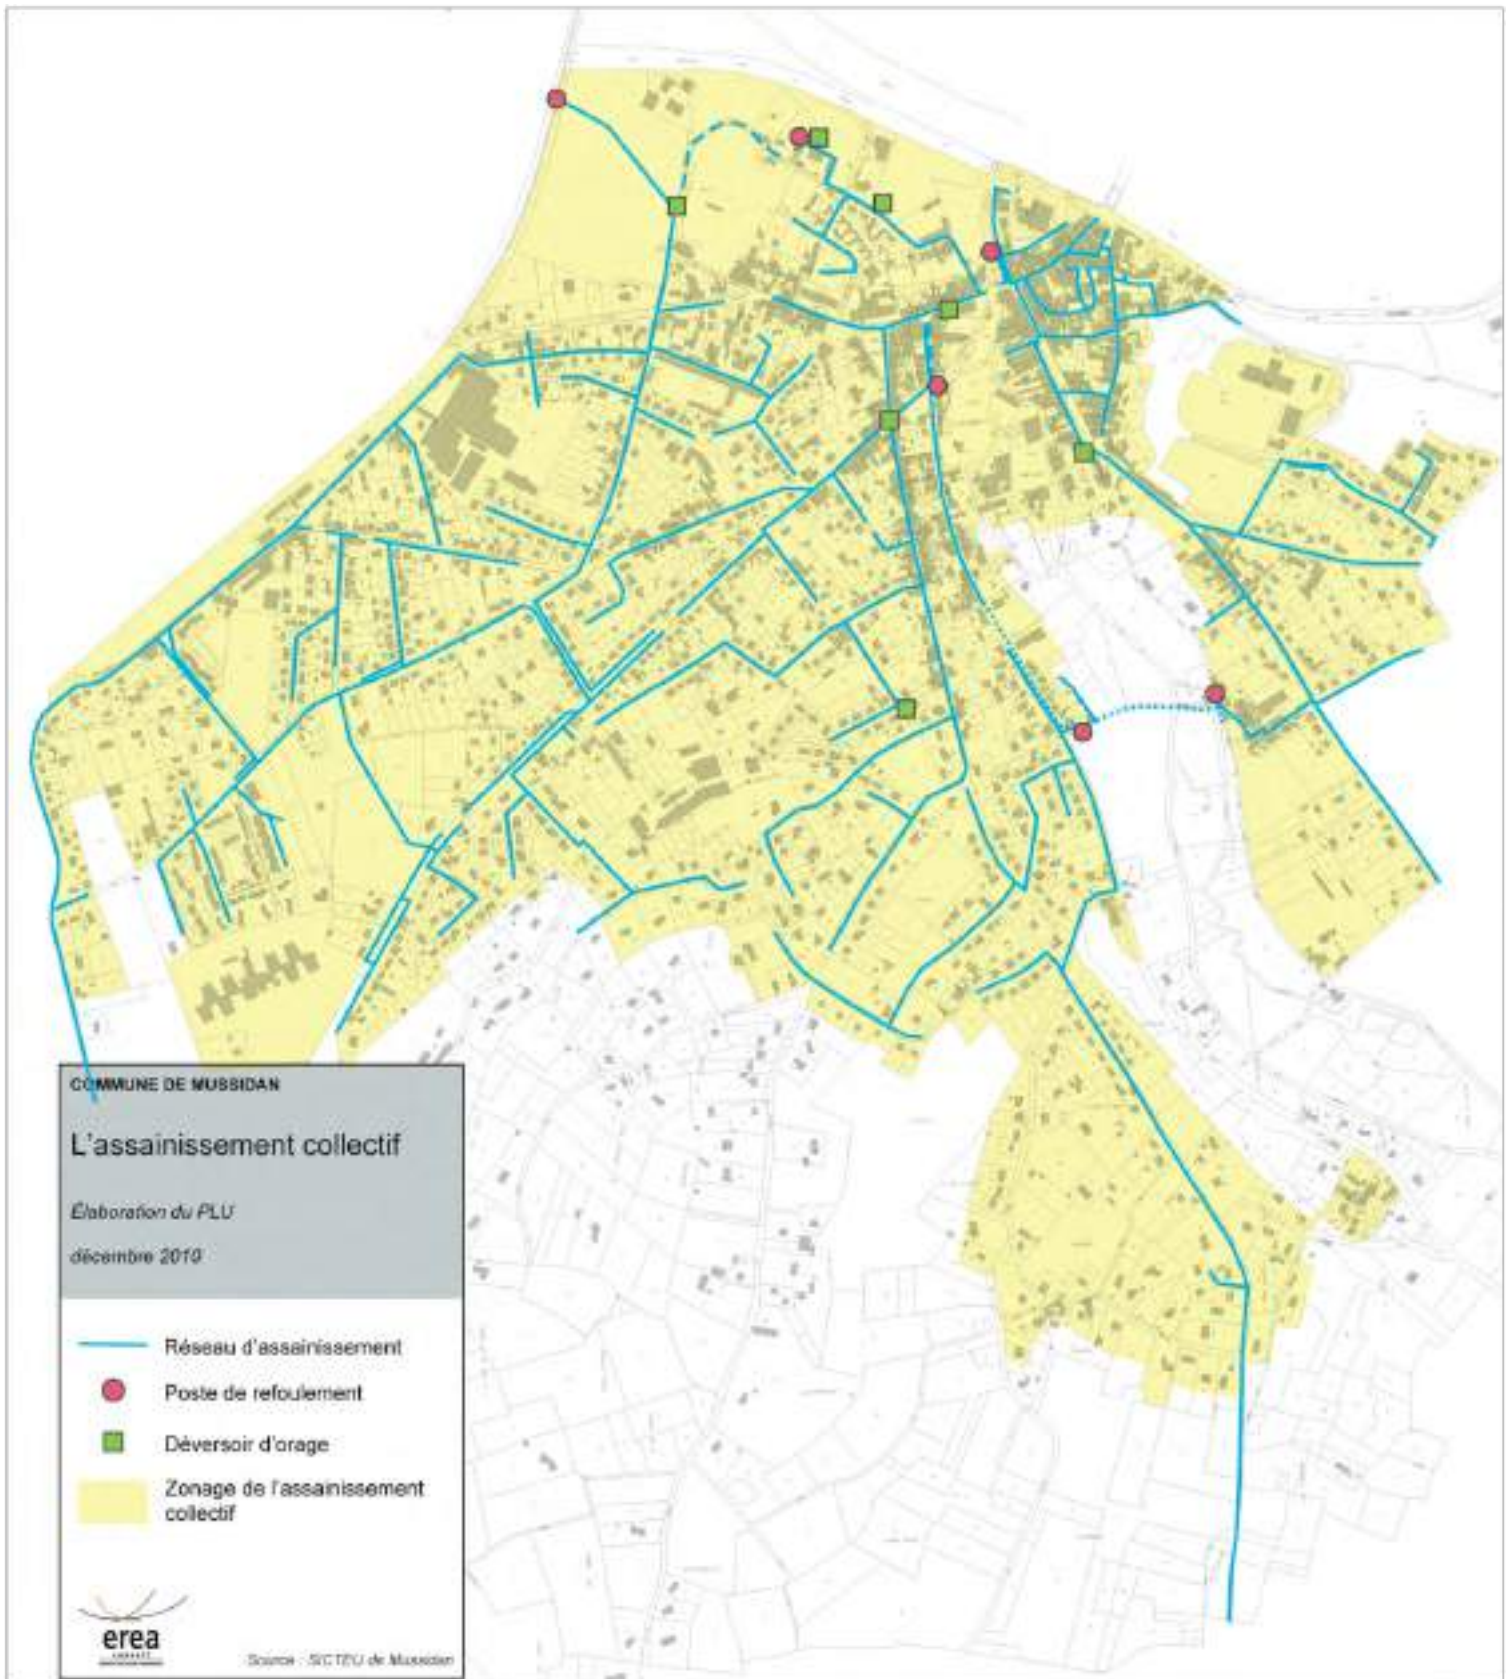 COMMUNE DE MUSSIDAN
L'assainissement collectif
Élaboration du PLU
décembre 2010
Réseau d'assainissement
Poste de refoulement
Déversoir d'orage
Zonage de l'assainissement
collectif
erea
Source : SICTEU de Mussidan